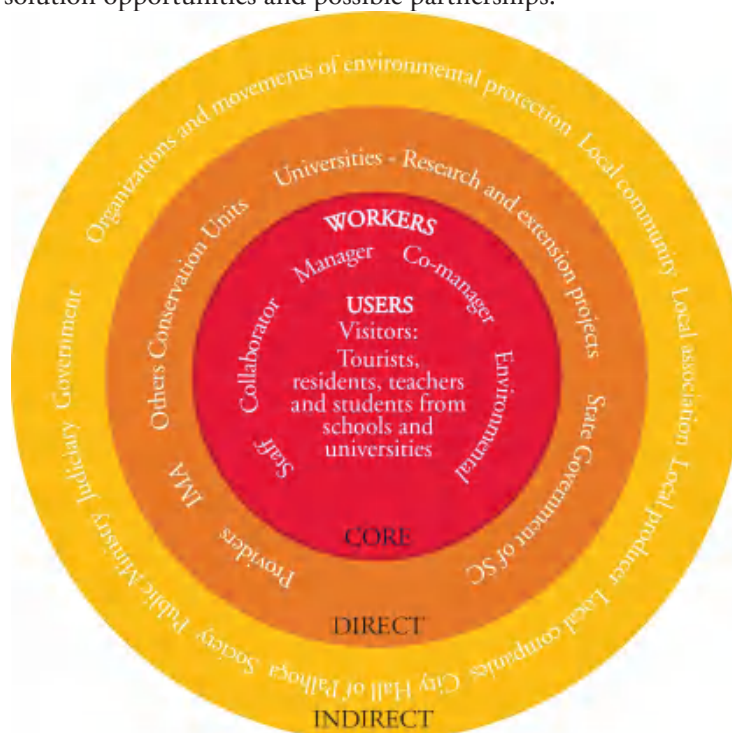 solution opportunities and possible partnerships.
Organizations and movements of environmental protection
Local community
Local association
Local producer
Local companies
City Hall of Palhoça
Society
Public Ministry
Judiciary
Government
Universities - Research and extension projects
State Government of SC
Providers
IMA
Others Conservation Units
WORKERS
Manager
Co-manager
Environmental
Collaborator
Staff
USERS
Visitors:
Tourists,
residents, teachers
and students from
schools and
universities
CORE
DIRECT
INDIRECT